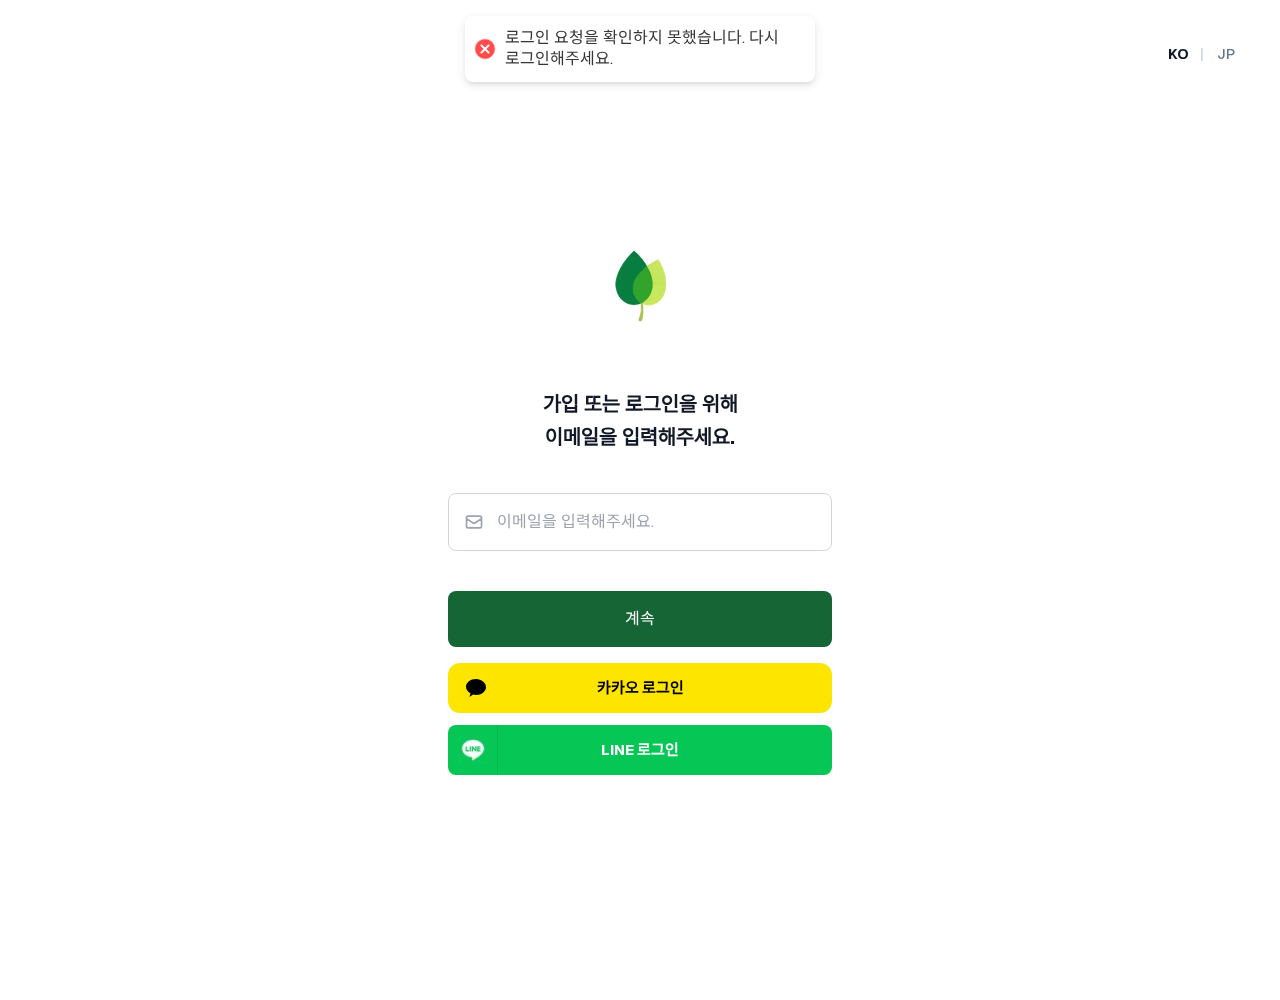 로그인 요청을 확인하지 못했습니다. 다시
로그인해주세요.
KO | JP
가입 또는 로그인을 위해
이메일을 입력해주세요.
이메일을 입력해주세요.
계속
카카오 로그인
LINE
LINE 로그인